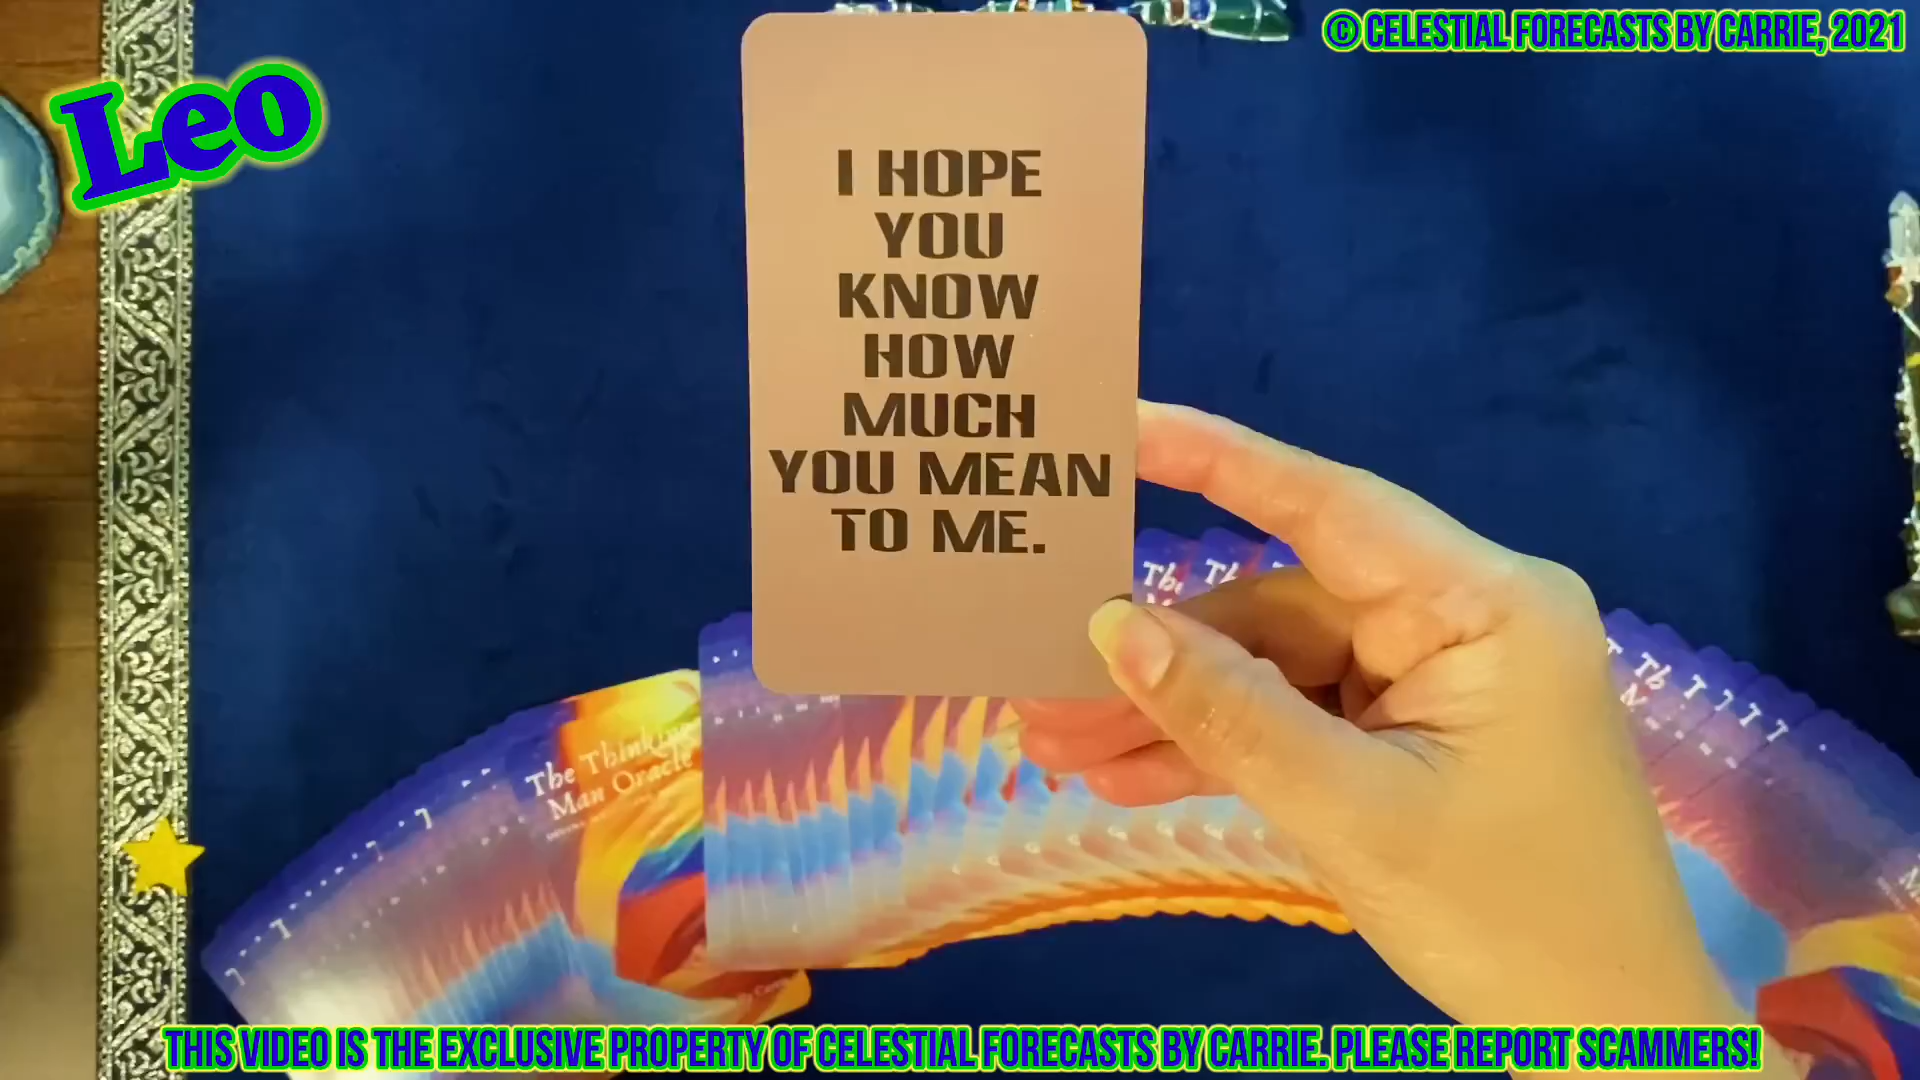 © CELESTIAL FORECASTS BY CARRIE, 2021
Leo
I HOPE
YOU
KNOW
HOW
MUCH
YOU MEAN
TO ME.
The Thinking
Man Oracle
THIS VIDEO IS THE EXCLUSIVE PROPERTY OF CELESTIAL FORECASTS BY CARRIE. PLEASE REPORT SCAMMERS!